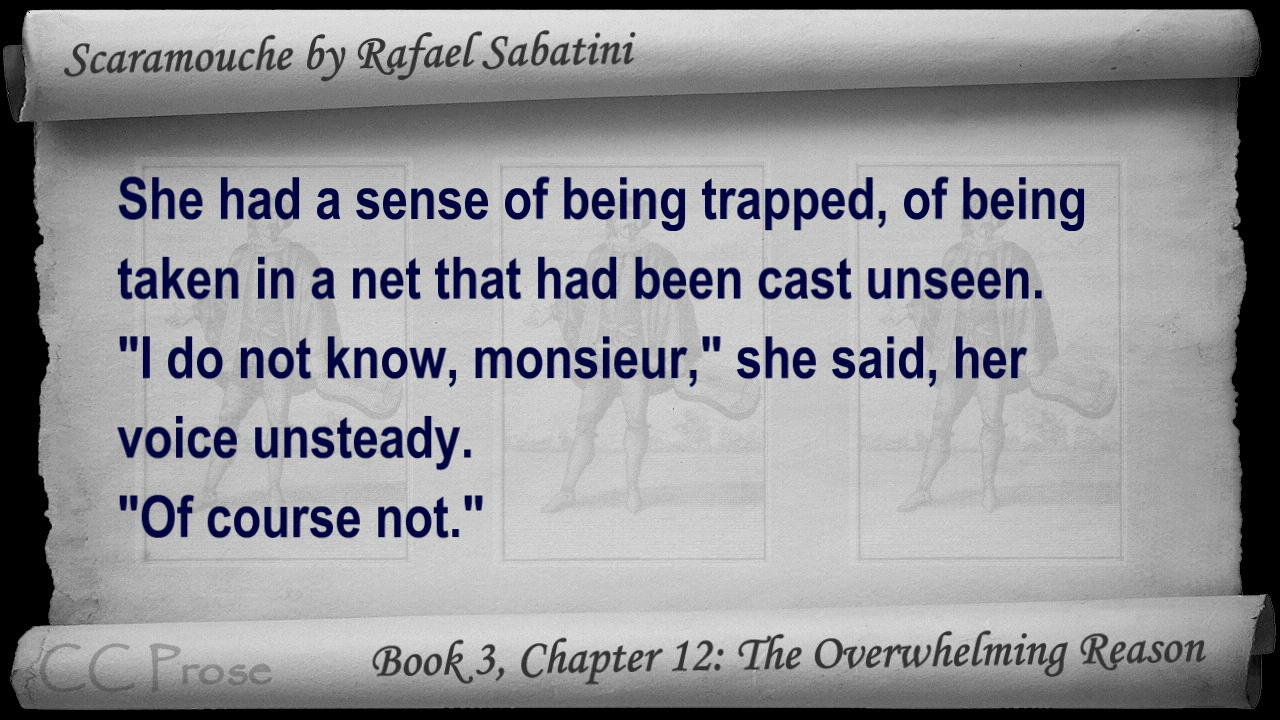 Scaramouche by Rafael Sabatini
She had a sense of being trapped, of being
taken in a net that had been cast unseen.
"I do not know, monsieur," she said, her
voice unsteady.
"Of course not."
CC Prose
Book 3, Chapter 12: The Overwhelming Reason